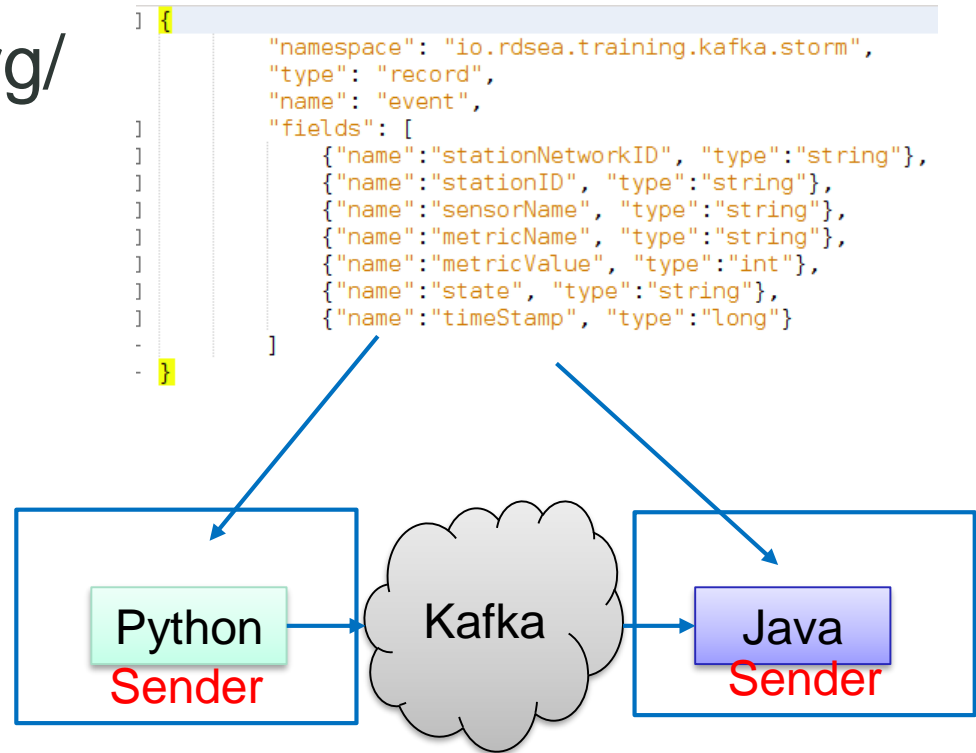 {
g/
"namespace": "io.rdsea.training.kafka.storm",
"type": "record",
"name": "event",
"fields": [
{"name":"stationNetworkID", "type":"string"},
{"name":"stationID", "type":"string"},
{"name":"sensorName", "type":"string"},
{"name":"metricName", "type":"string"},
{"name":"metricValue", "type":"int"},
{"name":"state", "type":"string"},
{"name":"timeStamp", "type":"long"}
]
}
Python
Sender
Kafka
Java
Sender